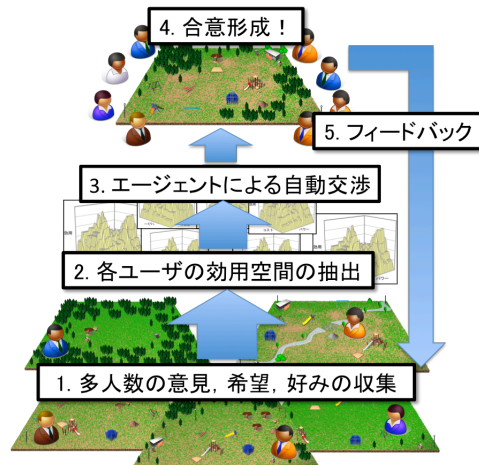 4. 合意形成！
5. フィードバック
3. エージェントによる自動交渉
2. 各ユーザの効用空間の抽出
1. 多人数の意見, 希望, 好みの収集